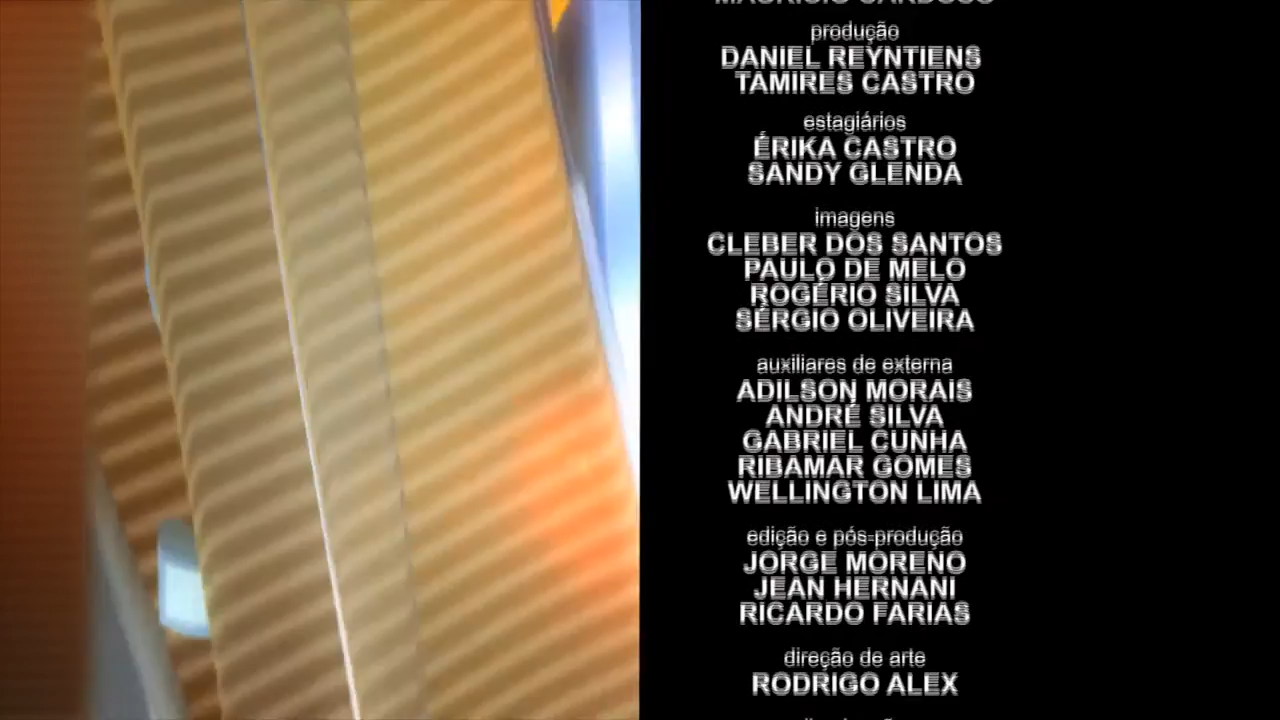 MAURICIO CARDOSO
produção
DANIEL REYNTIENS
TAMIRES CASTRO
estagiários
ÉRIKA CASTRO
SANDY GLENDA
imagens
CLEBER DOS SANTOS
PAULO DE MELO
ROGÉRIO SILVA
SÉRGIO OLIVEIRA
auxiliares de externa
ADILSON MORAIS
ANDRÉ SILVA
GABRIEL CUNHA
RIBAMAR GOMES
WELLINGTON LIMA
edição e pós-produção
JORGE MORENO
JEAN HERNANI
RICARDO FARIAS
direção de arte
RODRIGO ALEX